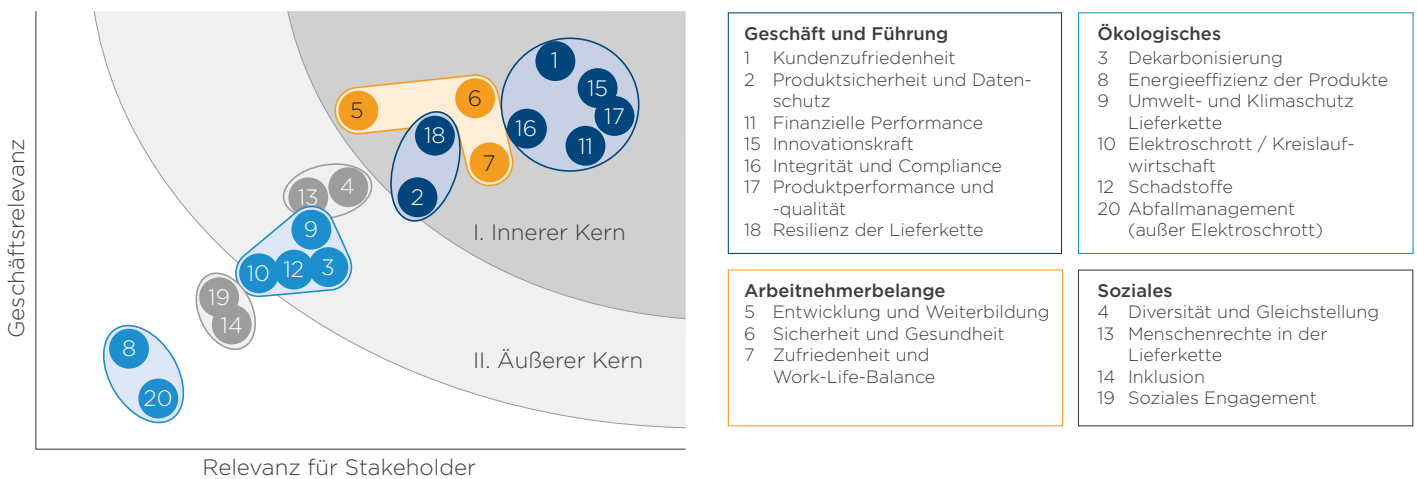 Geschäftsrelevanz
1
15
6
5
17
16
18
11
7
4
2
13
9
I. Innerer Kern
10
12
3
19
14
8
II. Äußerer Kern
20
Relevanz für Stakeholder
Geschäft und Führung
1 Kundenzufriedenheit
2 Produktsicherheit und Daten-
schutz
11 Finanzielle Performance
15 Innovationskraft
16 Integrität und Compliance
17 Produktperformance und
-qualität
18 Resilienz der Lieferkette
Ökologisches
3 Dekarbonisierung
8 Energieeffizienz der Produkte
9 Umwelt- und Klimaschutz
Lieferkette
10 Elektroschrott / Kreislauf-
wirtschaft
12 Schadstoffe
20 Abfallmanagement
(außer Elektroschrott)
Arbeitnehmerbelange
5 Entwicklung und Weiterbildung
6 Sicherheit und Gesundheit
7 Zufriedenheit und
Work-Life-Balance
Soziales
4 Diversität und Gleichstellung
13 Menschenrechte in der
Lieferkette
14 Inklusion
19 Soziales Engagement